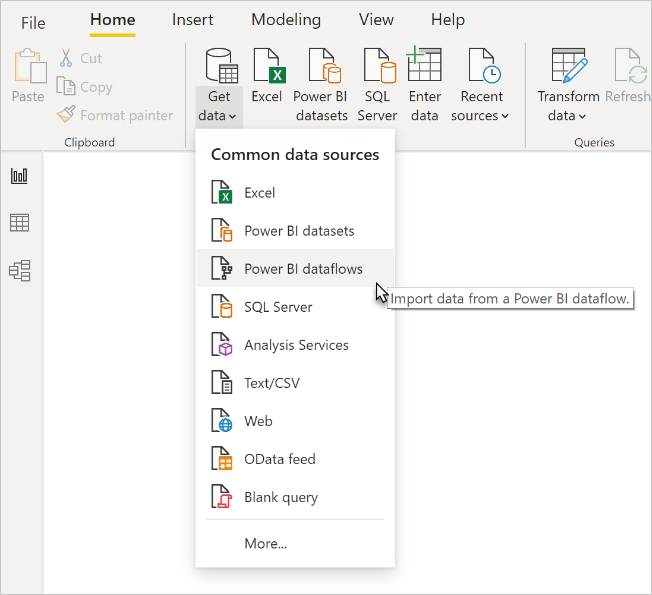 File Home Insert Modeling View Help
Paste
Cut
Copy
Format painter
Clipboard
Get data
Excel
Power BI datasets
SQL Server
Enter data
Recent sources
Transform data
Refresh
Queries
Common data sources
Excel
Power BI datasets
Power BI dataflows
Import data from a Power BI dataflow.
SQL Server
Analysis Services
Text/CSV
Web
OData feed
Blank query
More...